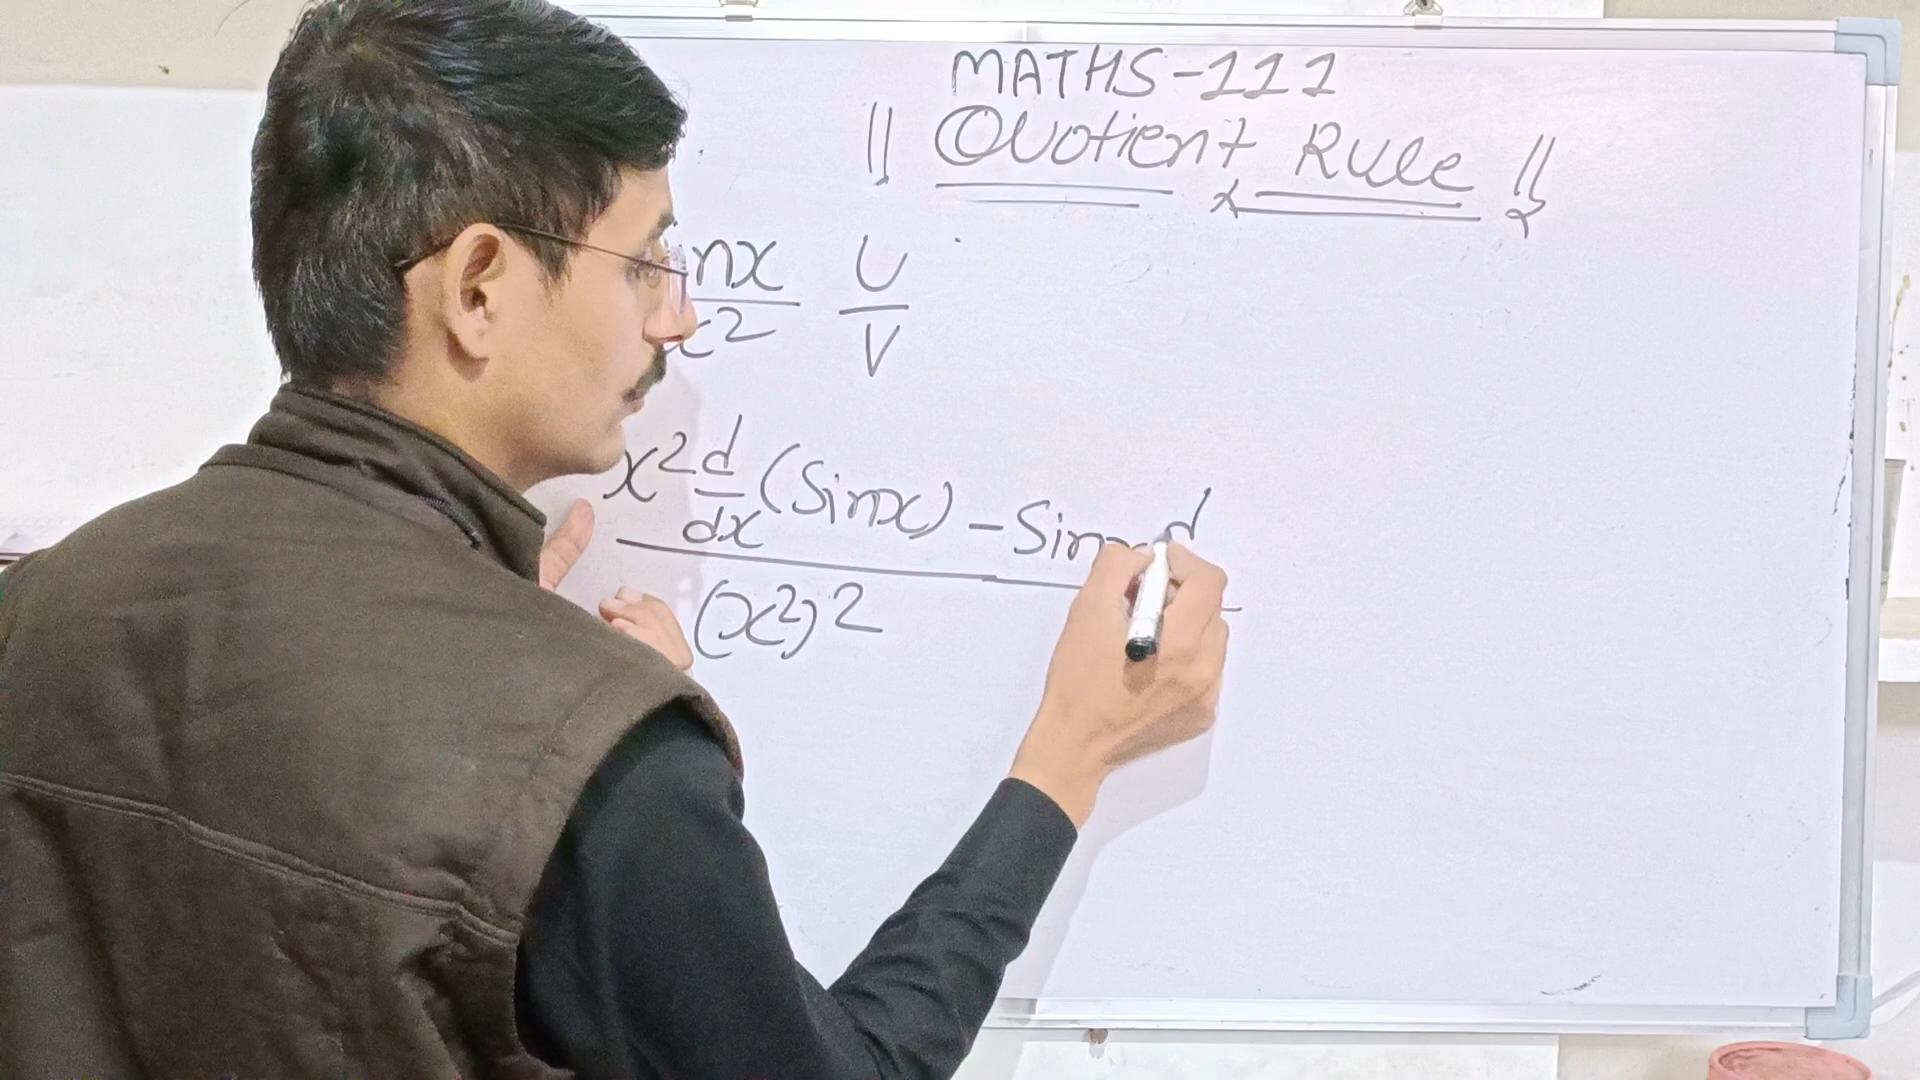 MATHS-111
|| Quotient Rule ||
nx U
x2 V
x2 d (Sinx) - Sinx d
dx
(x2)2